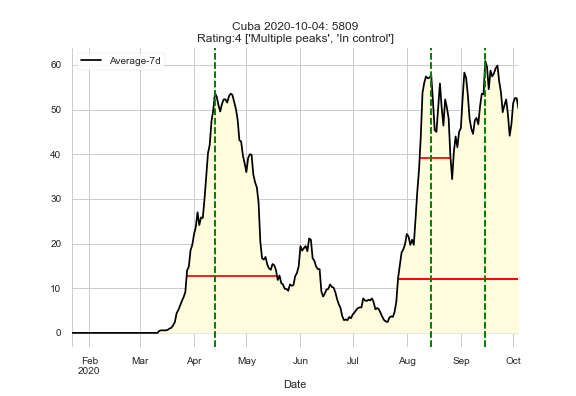 Cuba 2020-10-04: 5809
Rating:4 ['Multiple peaks', 'In control']
Average-7d
60
50
40
30
20
10
0
Feb Mar Apr May Jun Jul Aug Sep Oct
2020
Date